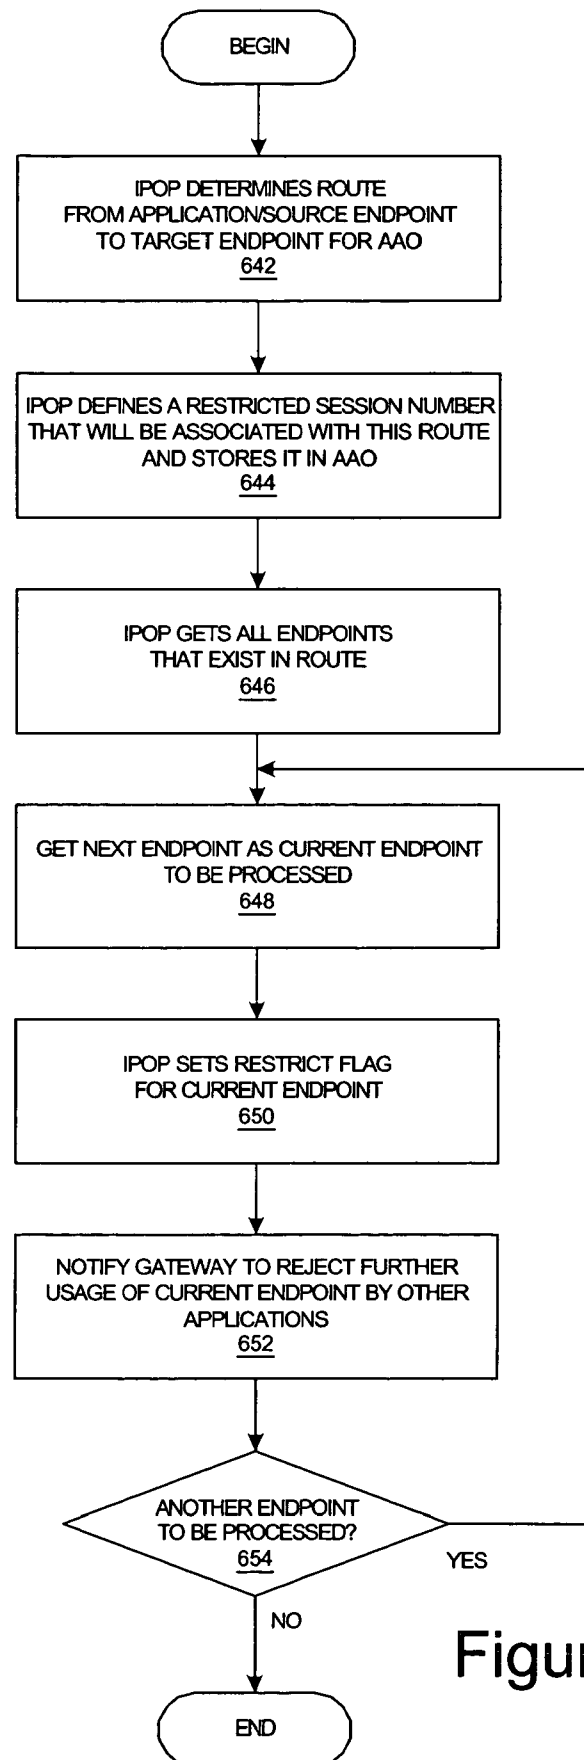 BEGIN
IPOP DETERMINES ROUTE
FROM APPLICATION/SOURCE ENDPOINT
TO TARGET ENDPOINT FOR AAO
642
IPOP DEFINES A RESTRICTED SESSION NUMBER
THAT WILL BE ASSOCIATED WITH THIS ROUTE
AND STORES IT IN AAO
644
IPOP GETS ALL ENDPOINTS
THAT EXIST IN ROUTE
646
GET NEXT ENDPOINT AS CURRENT ENDPOINT
TO BE PROCESSED
648
IPOP SETS RESTRICT FLAG
FOR CURRENT ENDPOINT
650
NOTIFY GATEWAY TO REJECT FURTHER
USAGE OF CURRENT ENDPOINT BY OTHER
APPLICATIONS
652
ANOTHER ENDPOINT
TO BE PROCESSED?
654
YES
NO
END